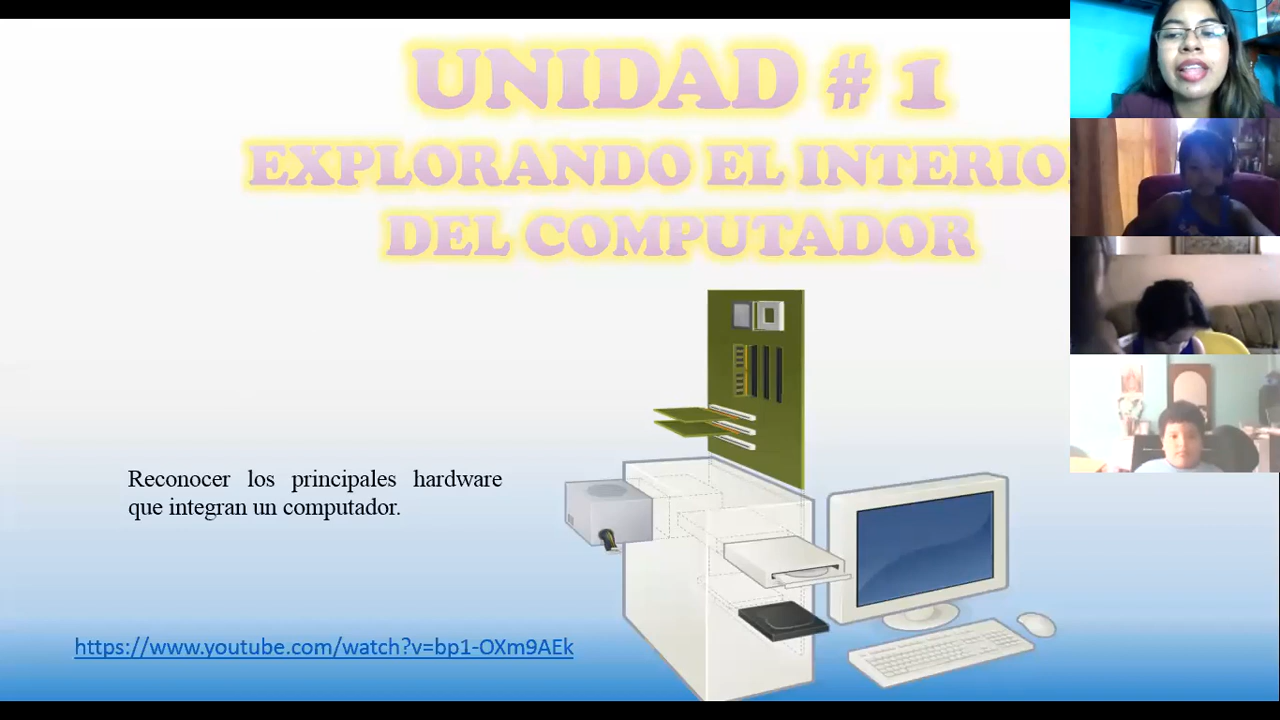 UNIDAD # 1
EXPLORANDO EL INTERIO
DEL COMPUTADOR
Reconocer los principales hardware
que integran un computador.
https://www.youtube.com/watch?v=bp1-OXm9AEk